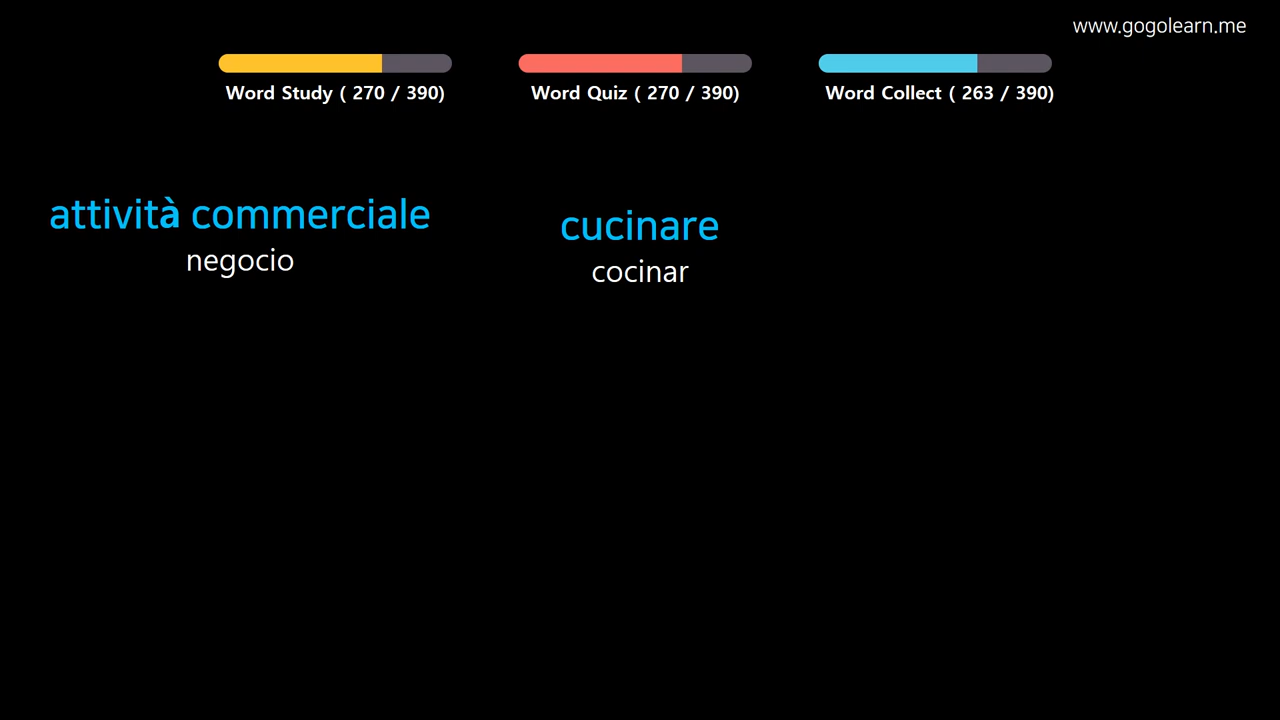 www.gogolearn.me
Word Study ( 270 / 390)
Word Quiz ( 270 / 390)
Word Collect ( 263 / 390)
attività commerciale
negocio
cucinare
cocinar